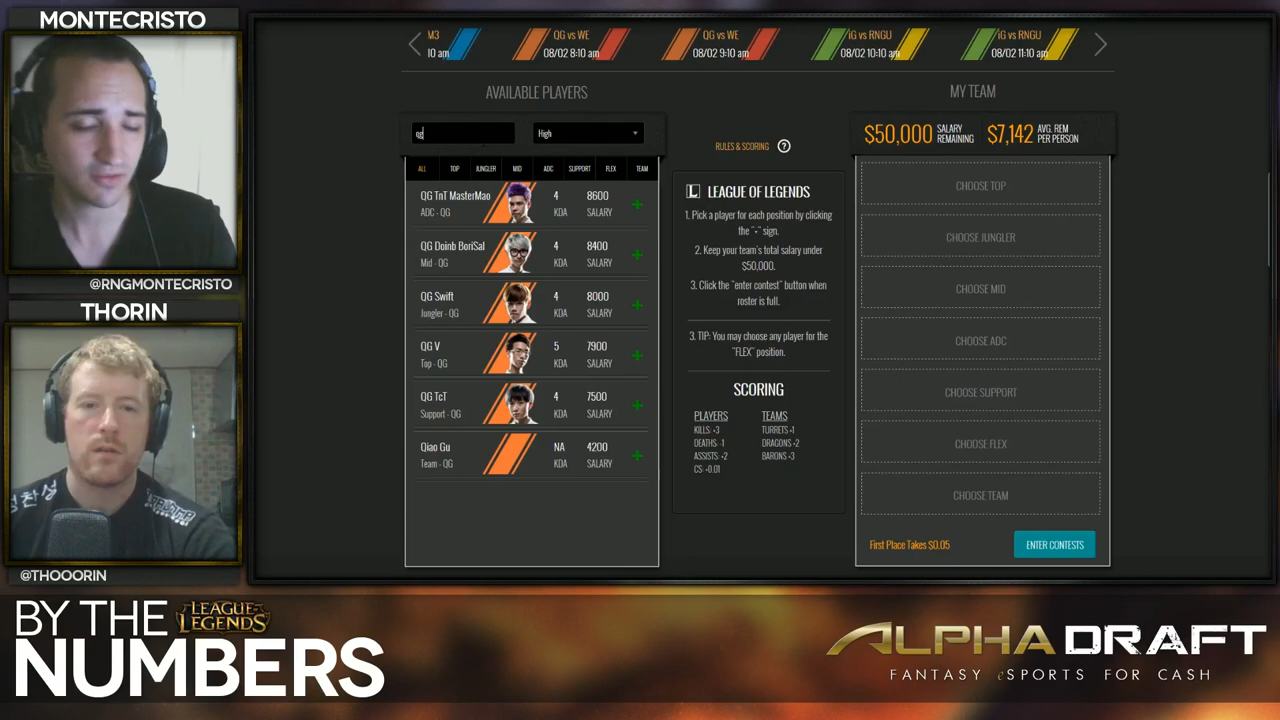 MONTECRISTO
@RNGMONTECRISTO
THORIN
찬성
@THOOORIN
M3
10 am
QG vs WE
08/02 8:10 am
QG vs WE
08/02 9:10 am
iG vs RNGU
08/02 10:10 am
iG vs RNGU
08/02 11:10 am
AVAILABLE PLAYERS
qg
High
ALL TOP JUNGLER MID ADC SUPPORT FLEX TEAM
QG TnT MasterMao 4 8600
ADC - QG KDA SALARY
QG Doinb BoriSal 4 8400
Mid - QG KDA SALARY
QG Swift 4 8000
Jungler - QG KDA SALARY
QG V 5 7900
Top - QG KDA SALARY
QG TcT 4 7500
Support - QG KDA SALARY
Qiao Gu NA 4200
Team - QG KDA SALARY
RULES & SCORING ?
L LEAGUE OF LEGENDS
1. Pick a player for each position by clicking
the "+" sign.
2. Keep your team's total salary under
$50,000.
3. Click the "enter contest" button when
roster is full.
3. TIP: You may choose any player for the
"FLEX" position.
SCORING
PLAYERS
KILLS: +3
DEATHS: -1
ASSISTS: +2
CS: +0.01
TEAMS
TURRETS +1
DRAGONS +2
BARONS: +3
MY TEAM
$50,000 SALARY REMAINING
$7,142 AVG. REM PER PERSON
CHOOSE TOP
CHOOSE JUNGLER
CHOOSE MID
CHOOSE ADC
CHOOSE SUPPORT
CHOOSE FLEX
CHOOSE TEAM
First Place Takes $0.05
ENTER CONTESTS
BY THE
LEAGUE OF LEGENDS
NUMBERS
ALPHADRAFT
FANTASY eSPORTS FOR CASH